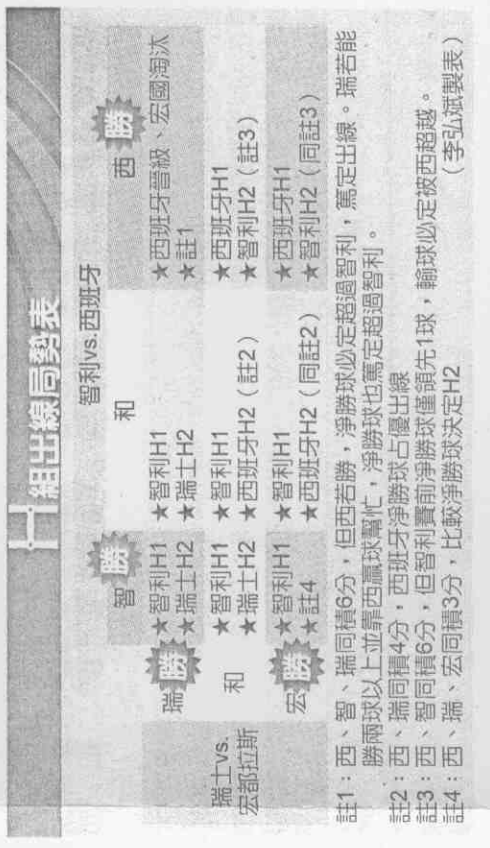 H組出線局勢表
智利vs.西班牙
智勝 和 西勝
瑞士vs.
宏都拉斯
瑞勝
★智利H1
★瑞士H2
★智利H1
★瑞士H2
★西班牙晉級、宏國淘汰
★註1
和
★智利H1
★瑞士H2
★智利H1
★西班牙H2(註2)
★西班牙H1
★智利H2(註3)
宏勝
★智利H1
★註4
★智利H1
★西班牙H2(同註2)
★西班牙H1
★智利H2(同註3)
註1:西、智、瑞同積6分,但西若勝,淨勝球必定超過智利,篤定出線。瑞若能
勝兩球以上並靠西贏球幫忙,淨勝球也篤定超過智利。
註2:西、瑞同積4分,西班牙淨勝球占優出線
註3:西、智同積6分,但智利賽前淨勝球僅領先1球,輸球必定被西超越。
註4:西、瑞、宏同積3分,比較淨勝球決定H2
(李弘斌製表)